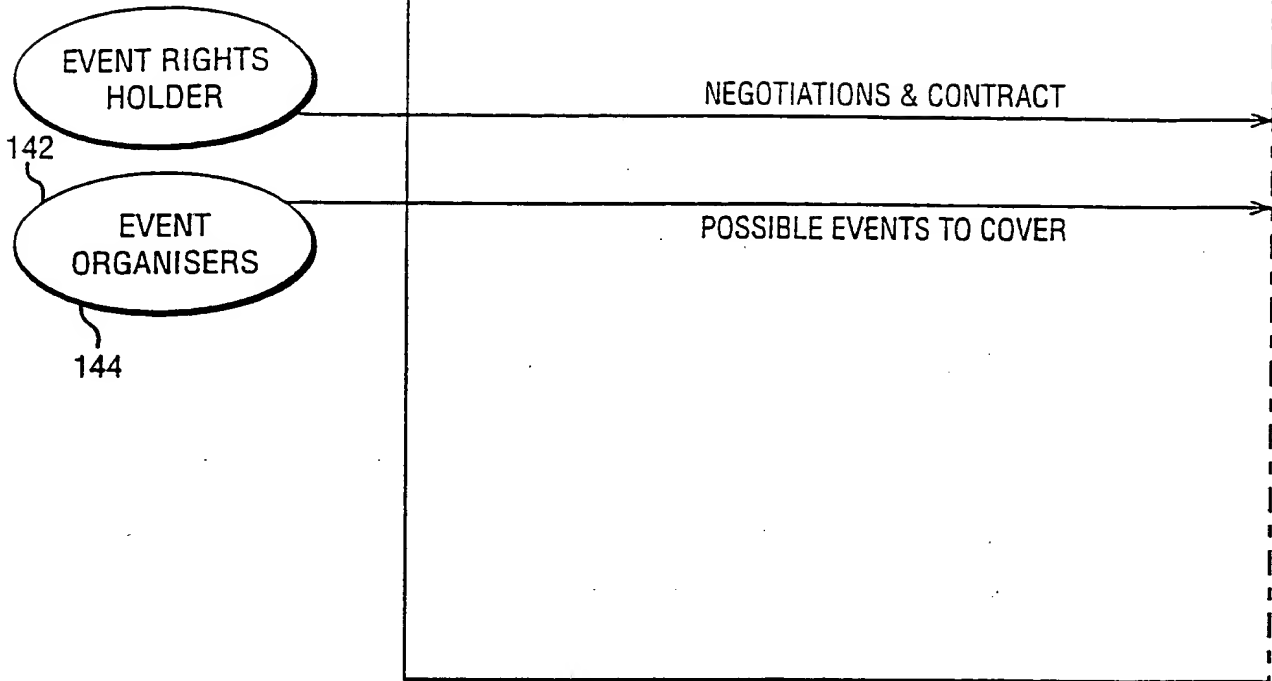 EVENT RIGHTS
HOLDER
NEGOTIATIONS & CONTRACT
142
EVENT
ORGANISERS
POSSIBLE EVENTS TO COVER
144